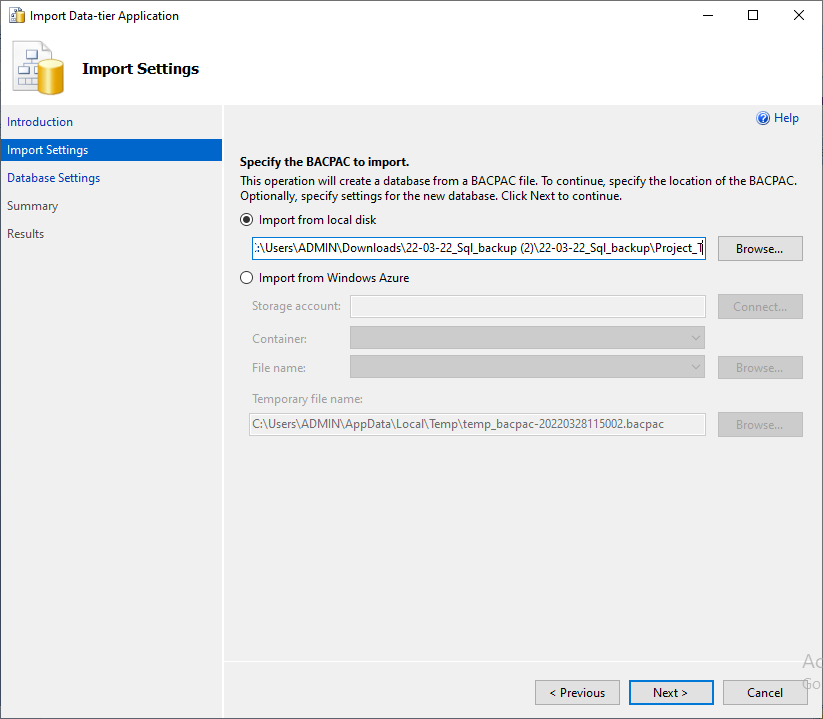 Import Data-tier Application
Import Settings
Introduction
Import Settings
Database Settings
Summary
Results
Help
Specify the BACPAC to import.
This operation will create a database from a BACPAC file. To continue, specify the location of the BACPAC.
Optionally, specify settings for the new database. Click Next to continue.
Import from local disk
:\Users\ADMIN\Downloads\22-03-22_Sql_backup (2)\22-03-22_Sql_backup\Project_T
Browse...
Import from Windows Azure
Storage account:
Connect...
Container:
File name:
Browse...
Temporary file name:
C:\Users\ADMIN\AppData\Local\Temp\temp_bacpac-20220328115002.bacpac
Browse...
Ac
Go
< Previous
Next >
Cancel